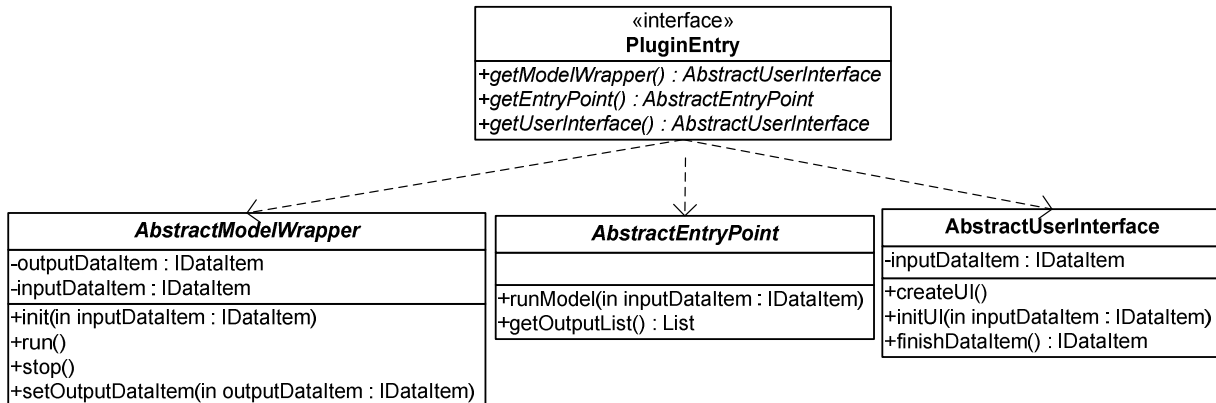 «interface»
PluginEntry
+getModelWrapper() : AbstractUserInterface
+getEntryPoint() : AbstractEntryPoint
+getUserInterface() : AbstractUserInterface
AbstractModelWrapper
-outputDataItem : IDataItem
-inputDataItem : IDataItem
+init(in inputDataItem : IDataItem)
+run()
+stop()
+setOutputDataItem(in outputDataItem : IDataItem)
AbstractEntryPoint
+runModel(in inputDataItem : IDataItem)
+getOutputList() : List
AbstractUserInterface
-inputDataItem : IDataItem
+createUI()
+initUI(in inputDataItem : IDataItem)
+finishDataItem() : IDataItem